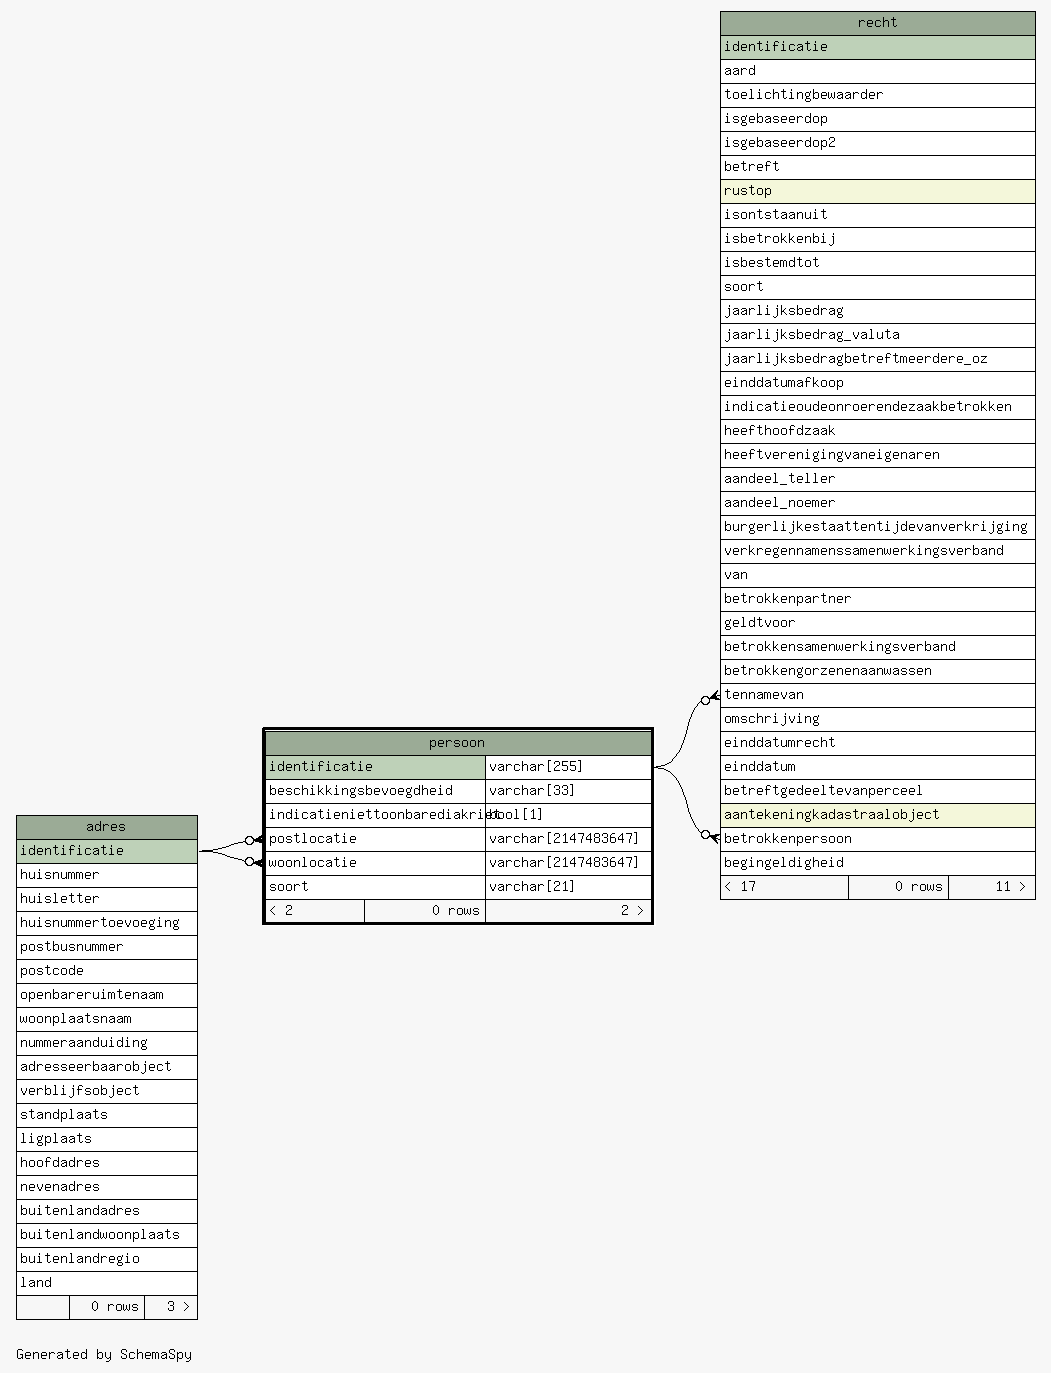 recht
identificatie
aard
toelichtingbewaarder
isgebaseerdop
isgebaseerdop2
betreft
rustop
isontstaanuit
isbetrokkenbij
isbestemdtot
soort
jaarlijksbedrag
jaarlijksbedrag_valuta
jaarlijksbedragbetreftmeerdere_oz
einddatumafkoop
indicatieoudeonroerendezaakbetrokken
heefthoofdzaak
heeftverenigingvaneigenaren
aandeel_teller
aandeel_noemer
burgerlijkestaattentijdevanverkrijging
verkregennamenssamenwerkingsverband
van
betrokkenpartner
geldtvoor
betrokkensamenwerkingsverband
betrokkengorzenenaanwassen
tennamevan
omschrijving
einddatumrecht
einddatum
betreftgedeeltevanperceel
aantekeningkadastraalobject
betrokkenpersoon
begingeldigheid
< 17 0 rows 11 >
persoon
identificatie varchar[255]
beschikkingsbevoegdheid varchar[33]
bool[1]
postlocatie varchar[2147483647]
woonlocatie varchar[2147483647]
soort varchar[21]
< 2 0 rows 2 >
adres
identificatie
huisnummer
huisletter
huisnummertoevoeging
postbusnummer
postcode
openbareruimtenaam
woonplaatsnaam
nummeraanduiding
adresseerbaarobject
verblijfsobject
standplaats
ligplaats
hoofdadres
nevenadres
buitenlandadres
buitenlandwoonplaats
buitenlandregio
land
0 rows 3 >
Generated by SchemaSpy